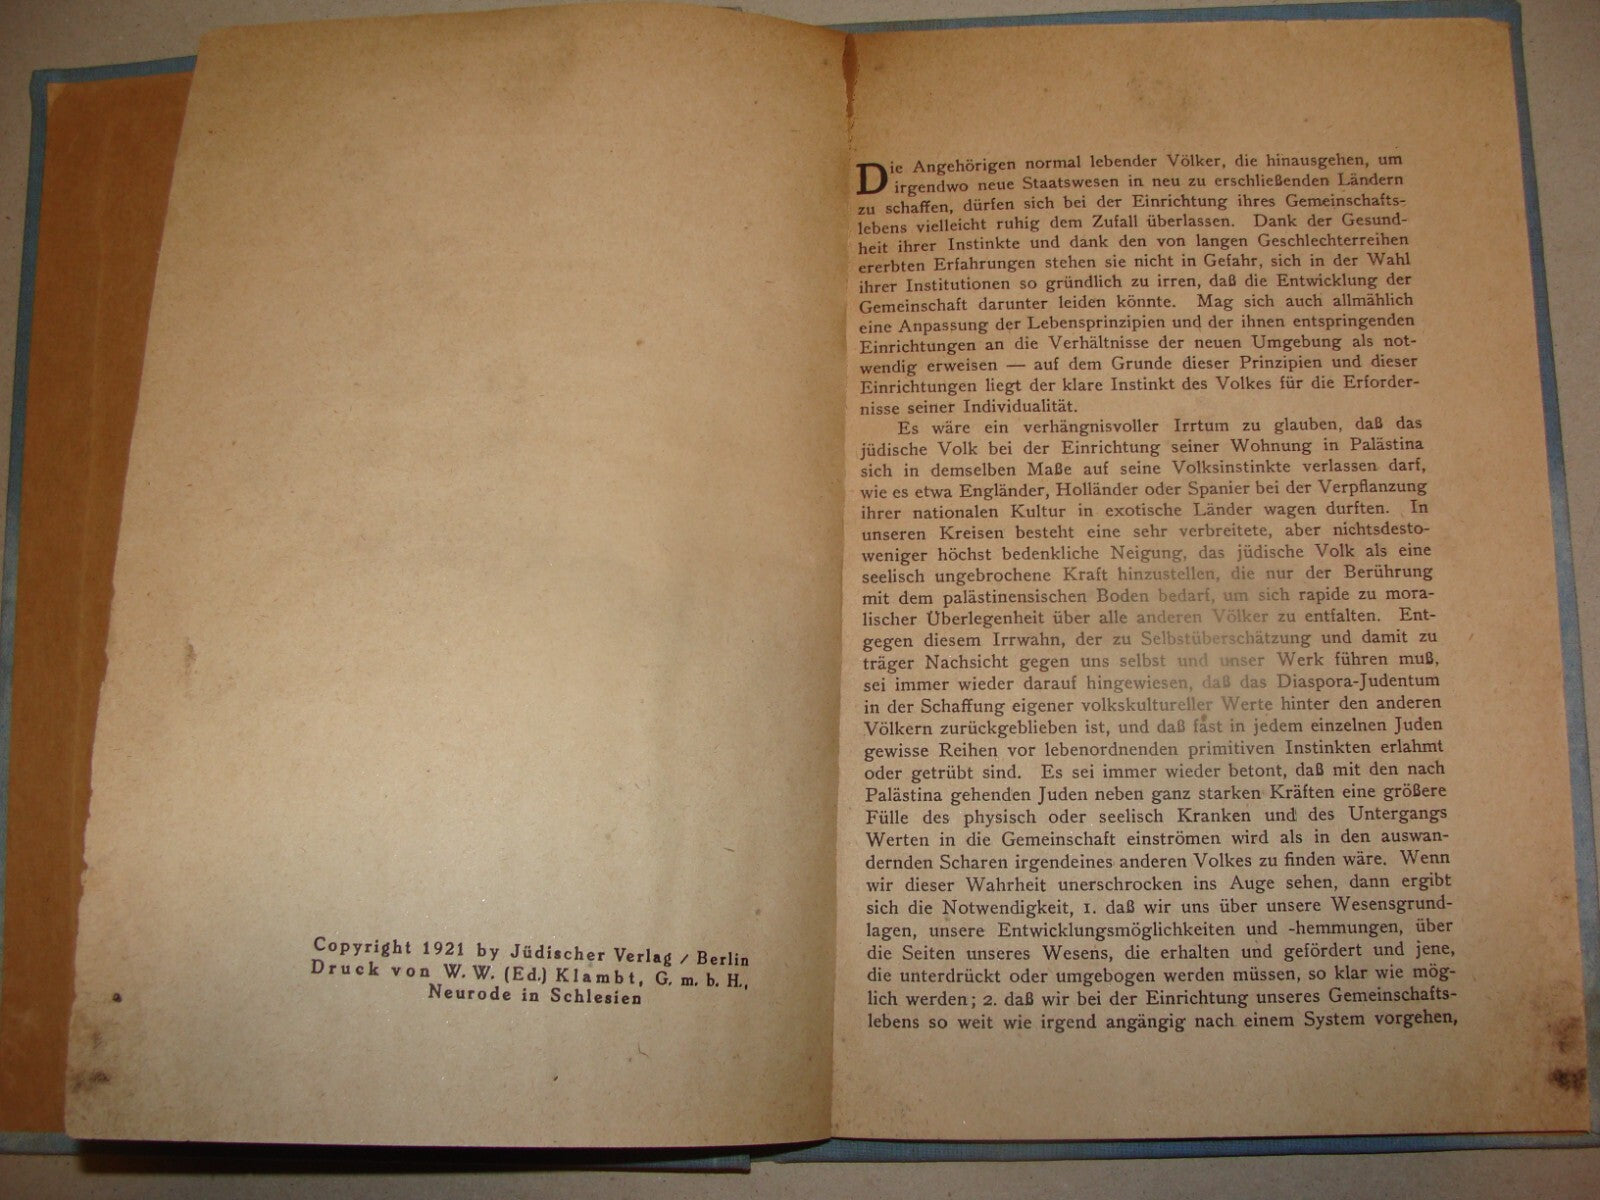 Copyright 1921 by Jüdischer Verlag / Berlin
Druck von W. W. (Ed.) Klambt, G. m. b. H.,
Neurode in Schlesien
Die Angehörigen normal lebender Völker, die hinausgehen, um
irgendwo neue Staatswesen in neu zu erschließenden Ländern
zu schaffen, dürfen sich bei der Einrichtung ihres Gemeinschafts-
lebens vielleicht ruhig dem Zufall überlassen. Dank der Gesund-
heit ihrer Instinkte und dank den von langen Geschlechterreihen
ererbten Erfahrungen stehen sie nicht in Gefahr, sich in der Wahl
ihrer Institutionen so gründlich zu irren, daß die Entwicklung der
Gemeinschaft darunter leiden könnte. Mag sich auch allmählich
eine Anpassung der Lebensprinzipien und der ihnen entspringenden
Einrichtungen an die Verhältnisse der neuen Umgebung als not-
wendig erweisen — auf dem Grunde dieser Prinzipien und dieser
Einrichtungen liegt der klare Instinkt des Volkes für die Erforder-
nisse seiner Individualität.
Es wäre ein verhängnisvoller Irrtum zu glauben, daß das
jüdische Volk bei der Einrichtung seiner Wohnung in Palästina
sich in demselben Maße auf seine Volksinstinkte verlassen darf,
wie es etwa Engländer, Holländer oder Spanier bei der Verpflanzung
ihrer nationalen Kultur in exotische Länder wagen durften. In
unseren Kreisen besteht eine sehr verbreitete, aber nichtsdesto-
weniger höchst bedenkliche Neigung, das jüdische Volk als eine
seelisch ungebrochene Kraft hinzustellen, die nur der Berührung
mit dem palästinensischen Boden bedarf, um sich rapide zu mora-
lischer Überlegenheit über alle anderen Völker zu entfalten. Ent-
gegen diesem Irrwahn, der zu Selbstüberschätzung und damit zu
träger Nachsicht gegen uns selbst und unser Werk führen muß,
sei immer wieder darauf hingewiesen, daß das Diaspora-Judentum
in der Schaffung eigener volkskultureller Werte hinter den anderen
Völkern zurückgeblieben ist, und daß fast in jedem einzelnen Juden
gewisse Reihen vor lebenordnenden primitiven Instinkten erlahmt
oder getrübt sind. Es sei immer wieder betont, daß mit den nach
Palästina gehenden Juden neben ganz starken Kräften eine größere
Fülle des physisch oder seelisch Kranken und des Untergangs
Werten in die Gemeinschaft einströmen wird als in den auswan-
dernden Scharen irgendeines anderen Volkes zu finden wäre. Wenn
wir dieser Wahrheit unerschrocken ins Auge sehen, dann ergibt
sich die Notwendigkeit, 1. daß wir uns über unsere Wesensgrund-
lagen, unsere Entwicklungsmöglichkeiten und -hemmungen, über
die Seiten unseres Wesens, die erhalten und gefördert und jene,
die unterdrückt oder umgebogen werden müssen, so klar wie mög-
lich werden; 2. daß wir bei der Einrichtung unseres Gemeinschafts-
lebens so weit wie irgend angängig nach einem System vorgehen,